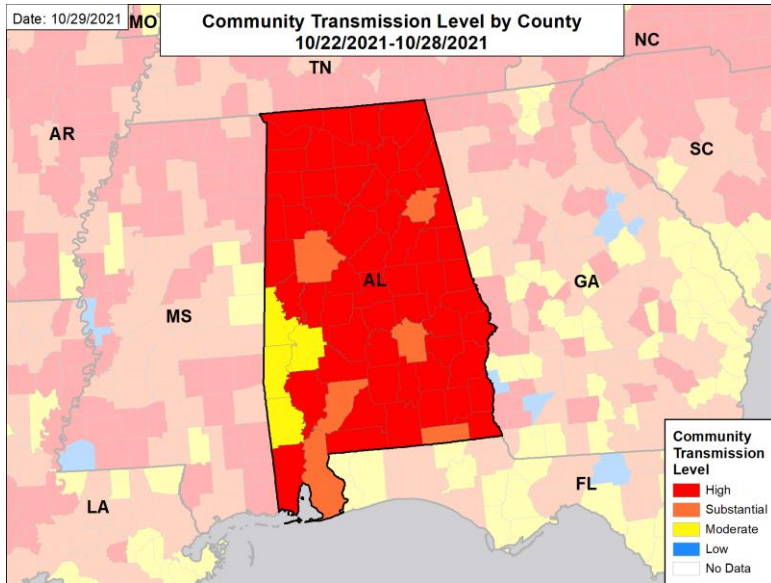 Date: 10/29/2021
Community Transmission Level by County
10/22/2021-10/28/2021
MO
NC
TN
AR
SC
AL
GA
MS
Community
Transmission
Level
High
Substantial
Moderate
Low
No Data
FL
LA